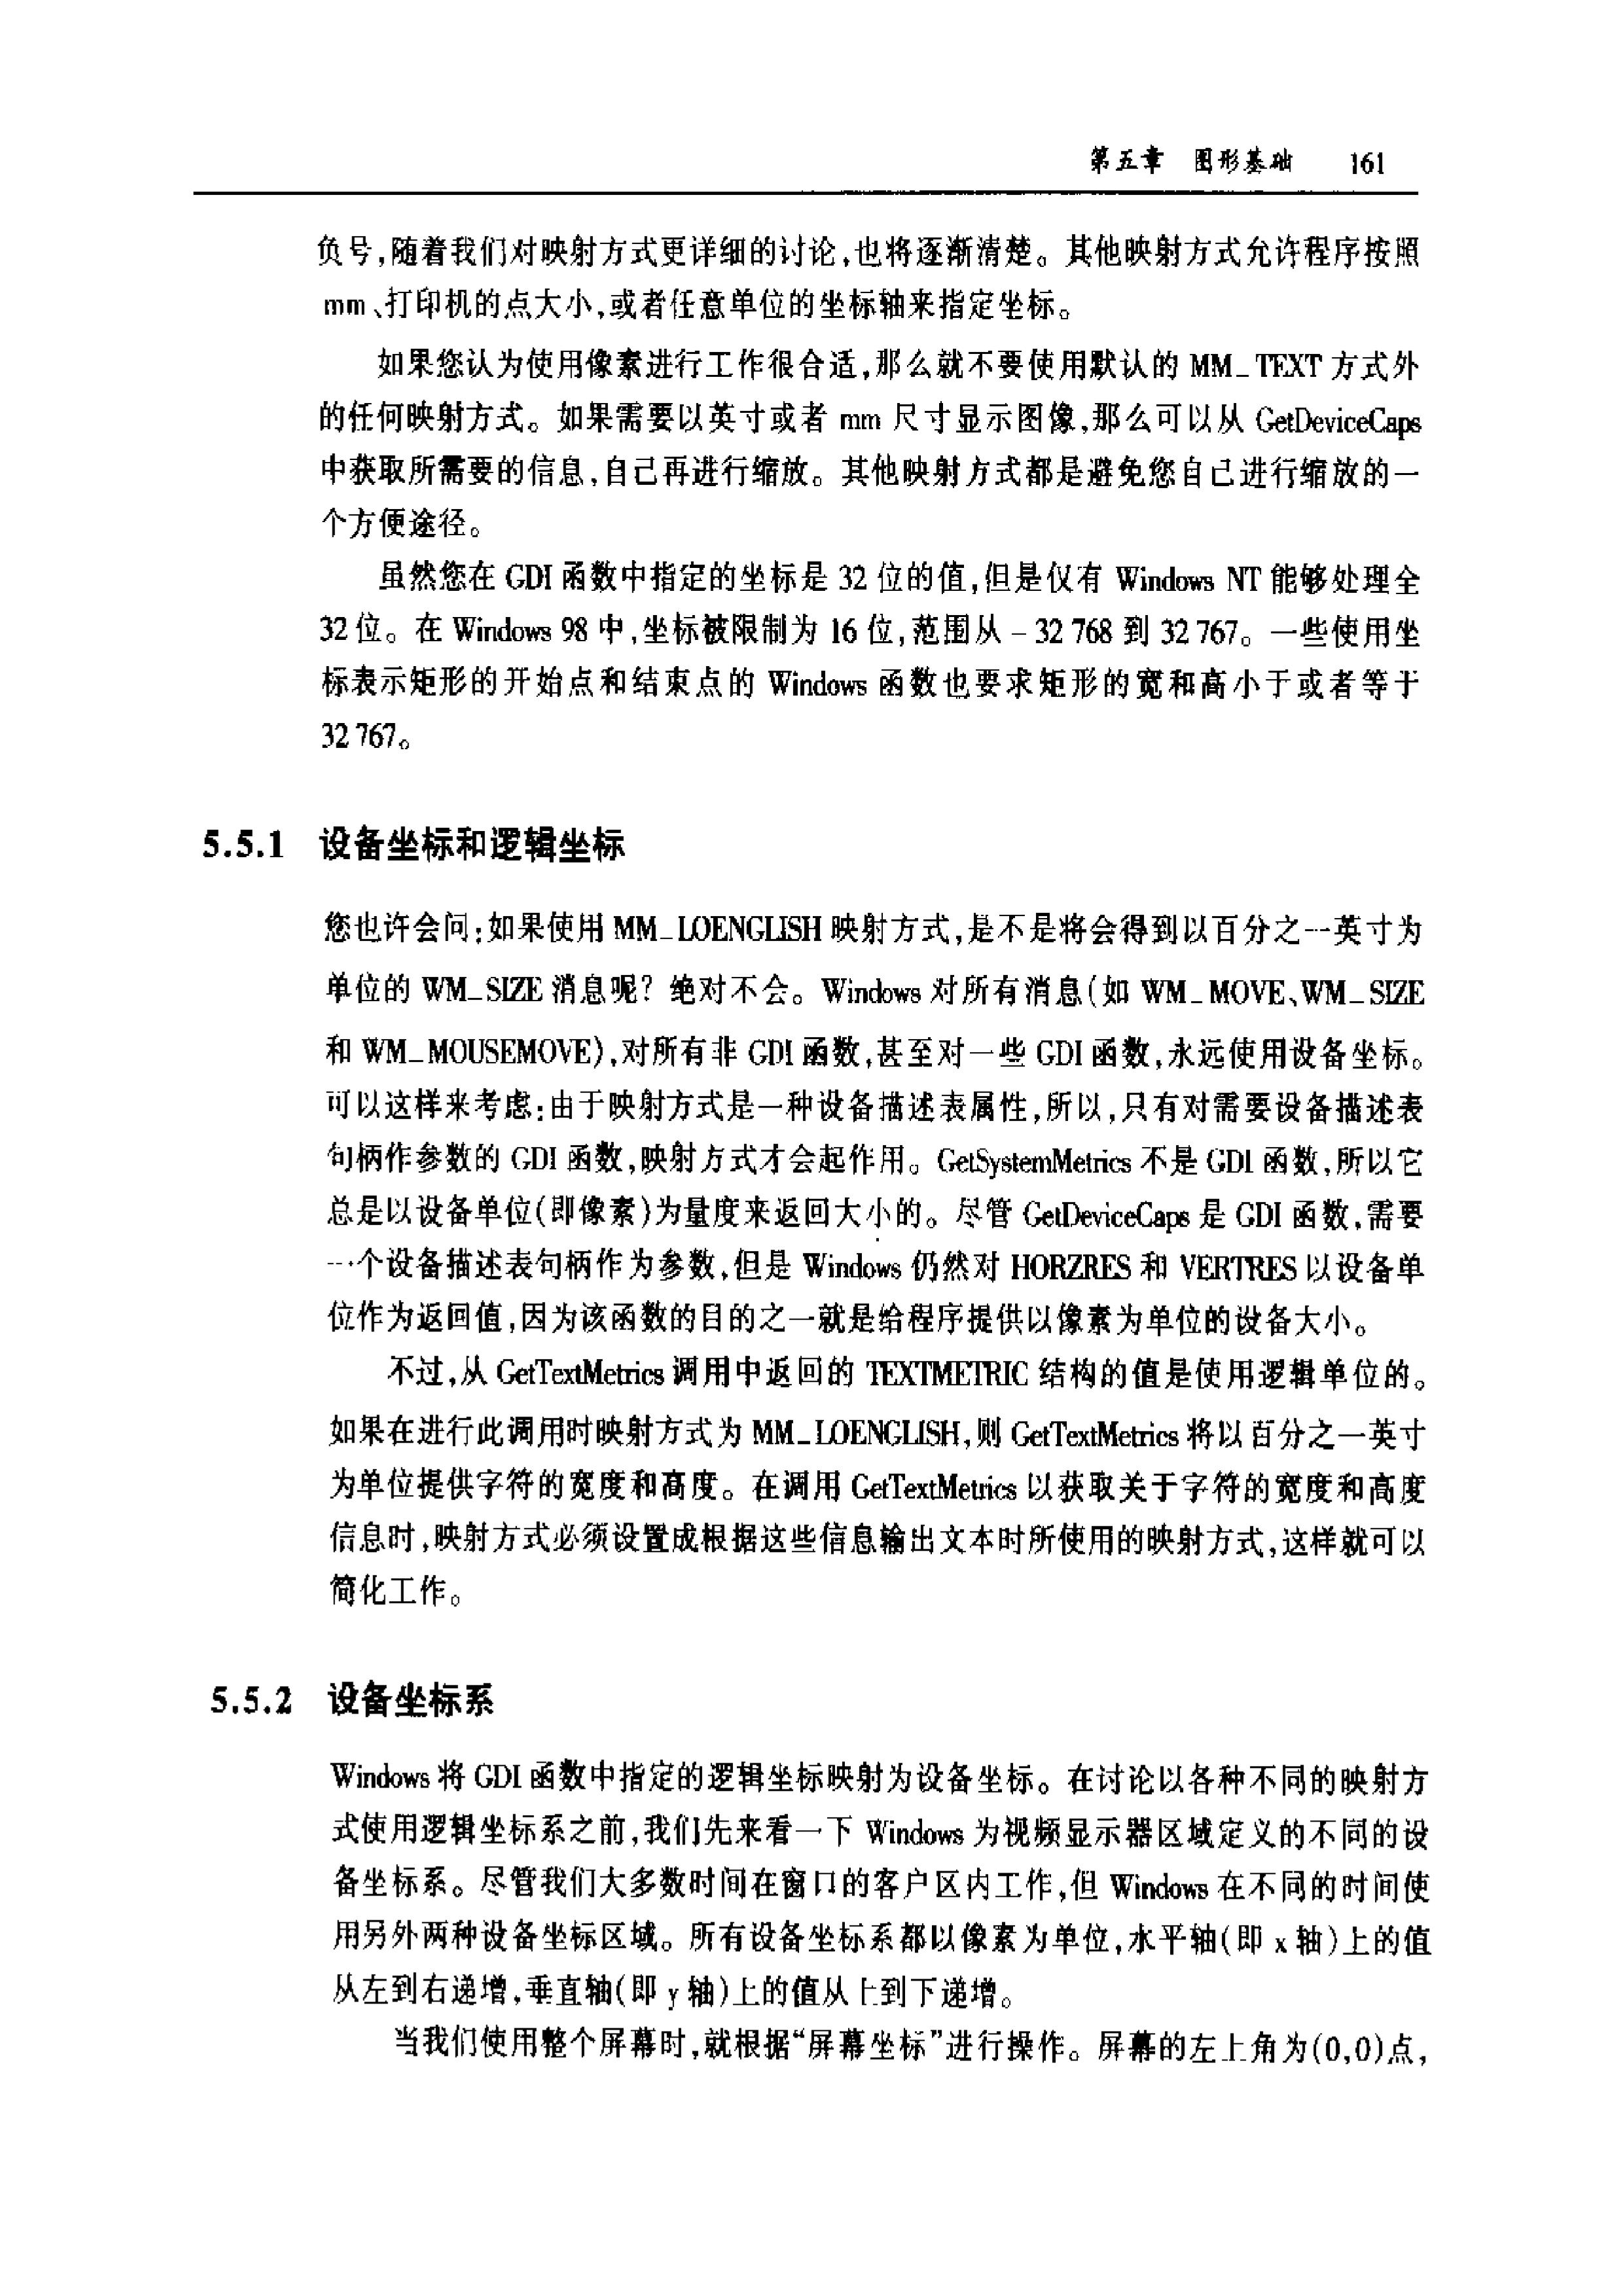 第五章 图形基础 161
负号,随着我们对映射方式更详细的讨论,也将逐渐清楚。其他映射方式允许程序按照
mm、打印机的点大小,或者任意单位的坐标轴来指定坐标。
如果您认为使用像素进行工作很合适,那么就不要使用默认的 MM_TEXT 方式外
的任何映射方式。如果需要以英寸或者 mm 尺寸显示图像,那么可以从 GetDeviceCaps
中获取所需要的信息,自己再进行缩放。其他映射方式都是避免您自己进行缩放的一
个方便途径。
虽然您在 GDI 函数中指定的坐标是 32 位的值,但是仅有 Windows NT 能够处理全
32 位。在 Windows 98 中,坐标被限制为 16 位,范围从 – 32 768 到 32 767。一些使用坐
标表示矩形的开始点和结束点的 Windows 函数也要求矩形的宽和高小于或者等于
32 767。
5.5.1 设备坐标和逻辑坐标
您也许会问:如果使用 MM_LOENGLISH 映射方式,是不是将会得到以百分之一英寸为
单位的 WM_SIZE 消息呢? 绝对不会。Windows 对所有消息(如 WM_MOVE、WM_SIZE
和 WM_MOUSEMOVE),对所有非 GDI 函数,甚至对一些 GDI 函数,永远使用设备坐标。
可以这样来考虑:由于映射方式是一种设备描述表属性,所以,只有对需要设备描述表
句柄作参数的 GDI 函数,映射方式才会起作用。GetSystemMetrics 不是 GDI 函数,所以它
总是以设备单位(即像素)为量度来返回大小的。尽管 GetDeviceCaps 是 GDI 函数,需要
一个设备描述表句柄作为参数,但是 Windows 仍然对 HORZRES 和 VERTRES 以设备单
位作为返回值,因为该函数的目的之一就是给程序提供以像素为单位的设备大小。
不过,从 GetTextMetrics 调用中返回的 TEXTMETRIC 结构的值是使用逻辑单位的。
如果在进行此调用时映射方式为 MM_LOENGLISH,则 GetTextMetrics 将以百分之一英寸
为单位提供字符的宽度和高度。在调用 GetTextMetrics 以获取关于字符的宽度和高度
信息时,映射方式必须设置成根据这些信息输出文本时所使用的映射方式,这样就可以
简化工作。
5.5.2 设备坐标系
Windows 将 GDI 函数中指定的逻辑坐标映射为设备坐标。在讨论以各种不同的映射方
式使用逻辑坐标系之前,我们先来看一下 Windows 为视频显示器区域定义的不同的设
备坐标系。尽管我们大多数时间在窗口的客户区内工作,但 Windows 在不同的时间使
用另外两种设备坐标区域。所有设备坐标系都以像素为单位,水平轴(即 x 轴)上的值
从左到右递增,垂直轴(即 y 轴)上的值从上到下递增。
当我们使用整个屏幕时,就根据“屏幕坐标”进行操作。屏幕的左上角为(0,0)点,